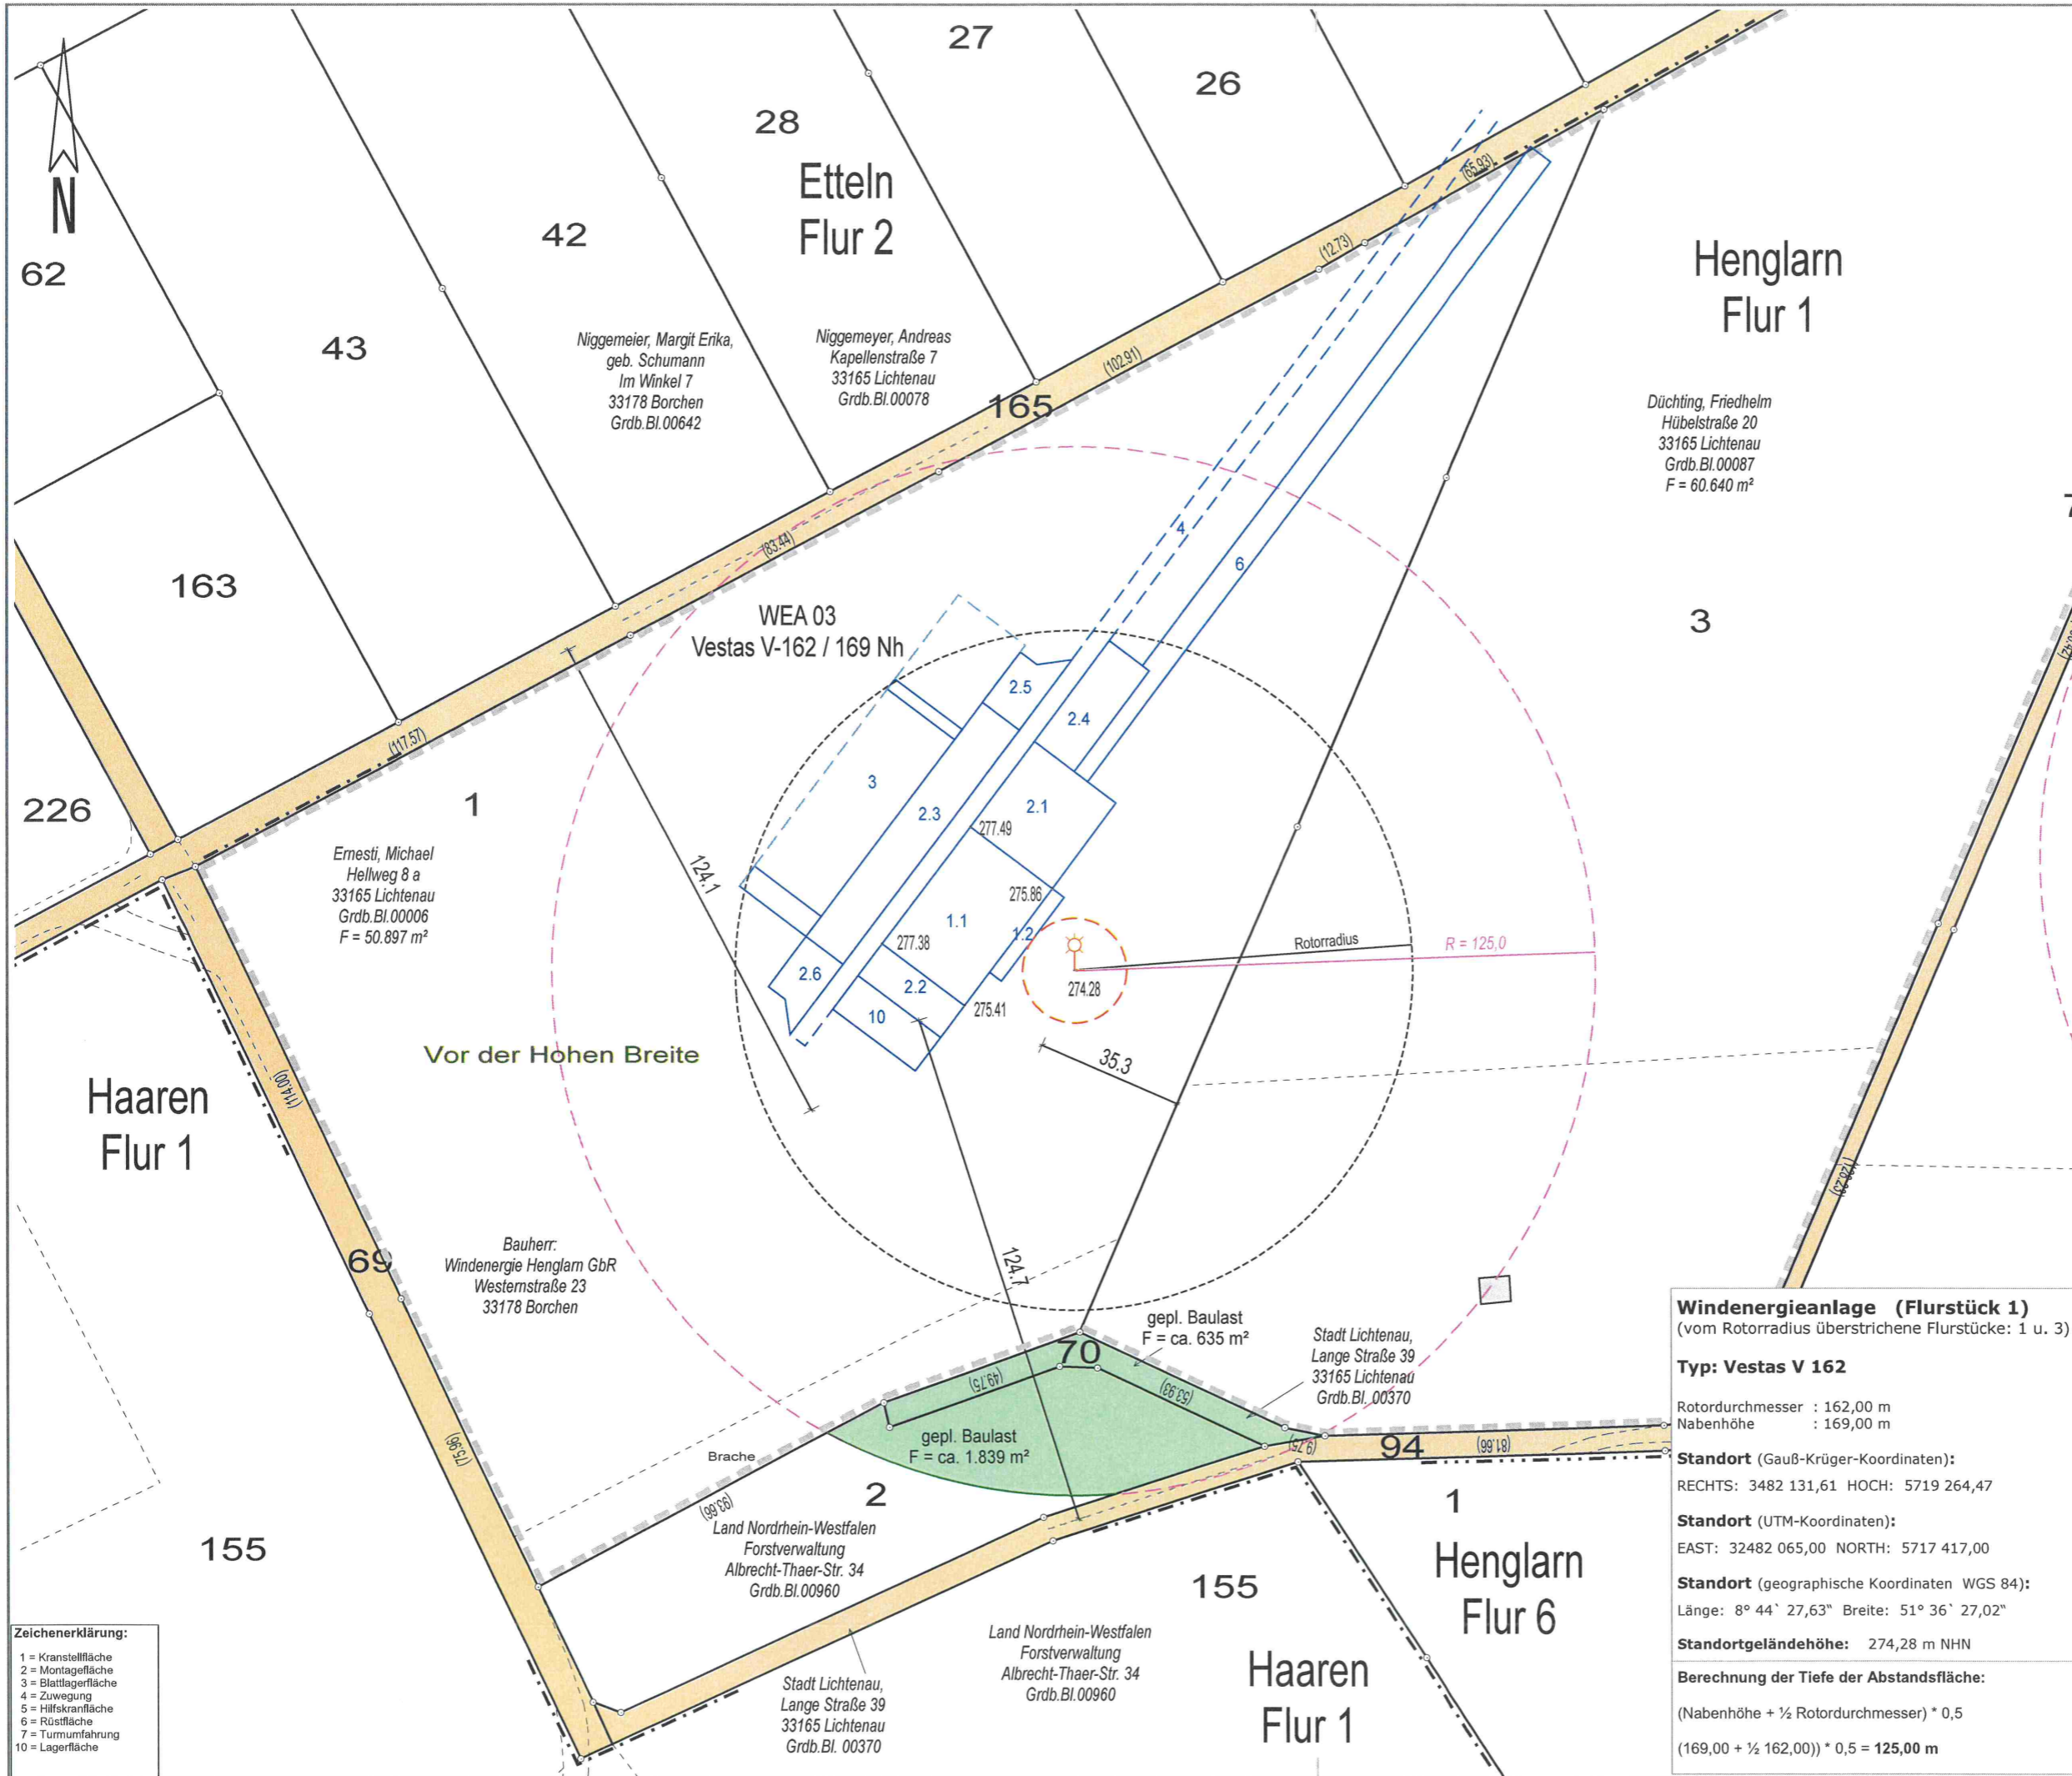 27
26
28
Etteln
Flur 2
N
42
62
43
(65.93)
(12.73)
Henglarn
Flur 1
Niggemeier, Margit Erika,
geb. Schumann
Im Winkel 7
33178 Borchen
Grdb.Bl.00642
Niggemeyer, Andreas
Kapellenstraße 7
33165 Lichtenau
Grdb.Bl.00078
(102.91)
165
Düchting, Friedhelm
Hübelstraße 20
33165 Lichtenau
Grdb.Bl.00087
F = 60.640 m²
4
(83.44)
6
163
WEA 03
Vestas V-162 / 169 Nh
3
2.5
2.4
(117.57)
3
2.3
2.1
277.49
226
1
Ernesti, Michael
Hellweg 8 a
33165 Lichtenau
Grdb.Bl.00006
F = 50.897 m²
124.1
275.86
1.1
1.2
277.38
Rotorradius
R = 125,0
2.6
2.2
274.28
10
275.41
Vor der Hohen Breite
35.3
Haaren
Flur 1
(114.00)
(126.23)
69
Bauherr:
Windenergie Henglarn GbR
Westernstraße 23
33178 Borchen
124.7
gepl. Baulast
F = ca. 635 m²
70
(49.75)
(53.93)
Stadt Lichtenau,
Lange Straße 39
33165 Lichtenau
Grdb.Bl. 00370
gepl. Baulast
F = ca. 1.839 m²
(75.96)
Brache
(9.75)
94
(81.66)
2
(93.66)
Land Nordrhein-Westfalen
Forstverwaltung
Albrecht-Thaer-Str. 34
Grdb.Bl.00960
155
1
Henglarn
Flur 6
155
Land Nordrhein-Westfalen
Forstverwaltung
Albrecht-Thaer-Str. 34
Grdb.Bl.00960
Haaren
Flur 1
Stadt Lichtenau,
Lange Straße 39
33165 Lichtenau
Grdb.Bl. 00370
Zeichenerklärung:
1 = Kranstellfläche
2 = Montagefläche
3 = Blattlagerfläche
4 = Zuwegung
5 = Hilfskranfläche
6 = Rüstfläche
7 = Turmumfahrung
10 = Lagerfläche
Windenergieanlage (Flurstück 1)
(vom Rotorradius überstrichene Flurstücke: 1 u. 3)
Typ: Vestas V 162
Rotordurchmesser : 162,00 m
Nabenhöhe : 169,00 m
Standort (Gauß-Krüger-Koordinaten):
RECHTS: 3482 131,61 HOCH: 5719 264,47
Standort (UTM-Koordinaten):
EAST: 32482 065,00 NORTH: 5717 417,00
Standort (geographische Koordinaten WGS 84):
Länge: 8° 44` 27,63" Breite: 51° 36` 27,02"
Standortgeländehöhe: 274,28 m NHN
Berechnung der Tiefe der Abstandsfläche:
(Nabenhöhe + ½ Rotordurchmesser) * 0,5
(169,00 + ½ 162,00)) * 0,5 = 125,00 m